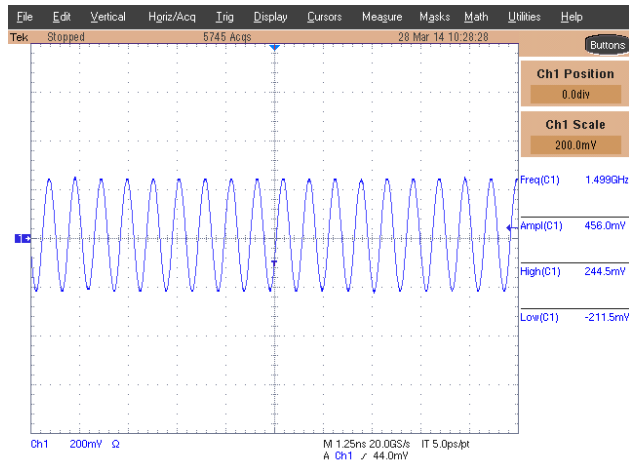 File Edit Vertical Horiz/Acq Trig Display Cursors Measure Masks Math Utilities Help
Tek Stopped 5745 Acqs 28 Mar 14 10:28:28
Buttons
Ch1 Position
0.0div
Ch1 Scale
200.0mV
Freq(C1) 1.499GHz
Ampl(C1) 456.0mV
1
High(C1) 244.5mV
Low(C1) -211.5mV
Ch1 200mV Ω M 1.25ns 20.0GS/s IT 5.0ps/pt
A Ch1 ∕ 44.0mV